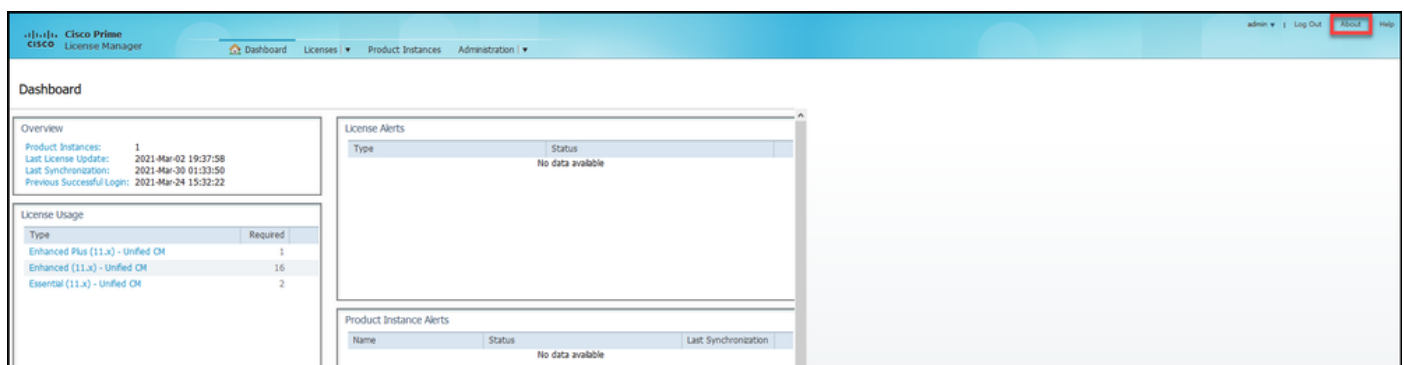 Cisco Prime
CISCO License Manager
Dashboard Licenses Product Instances Administration
admin | Log Out About Help
Dashboard
Overview
Product Instances: 1
Last License Update: 2021-Mar-02 19:37:58
Last Synchronization: 2021-Mar-30 01:33:50
Previous Successful Login: 2021-Mar-24 15:32:22
License Usage
Type Required
Enhanced Plus (11.x) - Unified CM 1
Enhanced (11.x) - Unified CM 16
Essential (11.x) - Unified CM 2
License Alerts
Type Status
No data available
Product Instance Alerts
Name Status Last Synchronization
No data available